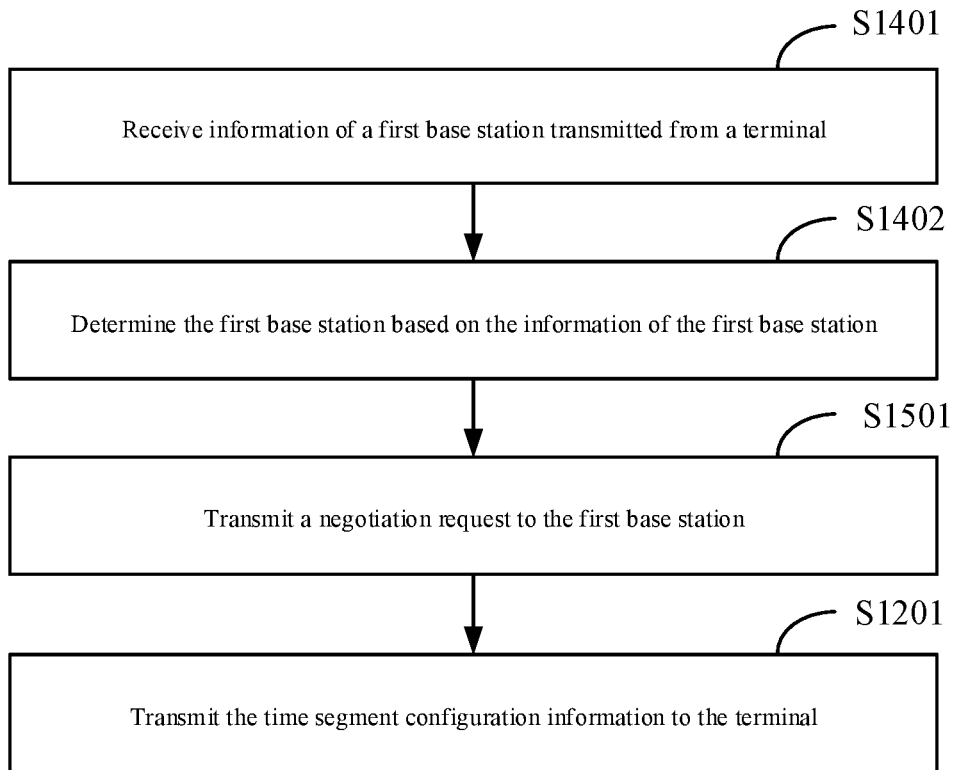 S1401
Receive information of a first base station transmitted from a terminal
S1402
Determine the first base station based on the information of the first base station
S1501
Transmit a negotiation request to the first base station
S1201
Transmit the time segment configuration information to the terminal